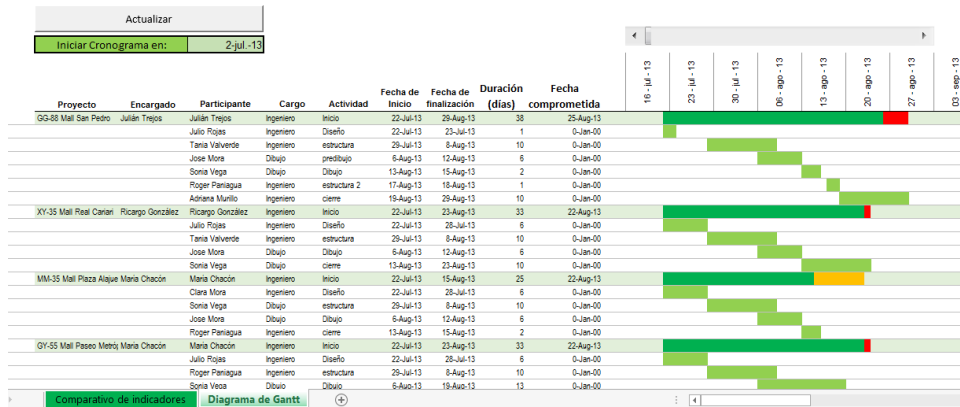 Actualizar
Iniciar Cronograma en: 2-jul.-13
16 - jul - 13 23 - jul - 13 30 - jul - 13 06 - ago - 13 13 - ago - 13 20 - ago - 13 27 - ago - 13 03 - sep - 13
Proyecto Encargado Participante Cargo Actividad Fecha de Inicio Fecha de finalización Duración (días) Fecha comprometida
GG-88 Mall San Pedro Julián Trejos Julián Trejos Ingeniero Inicio 22-Jul-13 29-Aug-13 38 25-Aug-13
Julio Rojas Ingeniero Diseño 22-Jul-13 23-Jul-13 1 0-Jan-00
Tania Valverde Ingeniero estructura 29-Jul-13 8-Aug-13 10 0-Jan-00
Jose Mora Dibujo predibujo 6-Aug-13 12-Aug-13 6 0-Jan-00
Sonia Vega Dibujo Dibujo 13-Aug-13 15-Aug-13 2 0-Jan-00
Roger Paniagua Ingeniero estructura 2 17-Aug-13 18-Aug-13 1 0-Jan-00
Adriana Murillo Ingeniero cierre 19-Aug-13 29-Aug-13 10 0-Jan-00
XY-35 Mall Real Cariari Ricargo González Ricargo González Ingeniero Inicio 22-Jul-13 23-Aug-13 33 22-Aug-13
Julio Rojas Ingeniero Diseño 22-Jul-13 28-Jul-13 6 0-Jan-00
Tania Valverde Ingeniero estructura 29-Jul-13 8-Aug-13 10 0-Jan-00
Jose Mora Dibujo Dibujo 6-Aug-13 12-Aug-13 6 0-Jan-00
Sonia Vega Dibujo cierre 13-Aug-13 23-Aug-13 10 0-Jan-00
MM-35 Mall Plaza Alajue María Chacón María Chacón Ingeniero Inicio 22-Jul-13 15-Aug-13 25 22-Aug-13
Clara Mora Ingeniero Diseño 22-Jul-13 28-Jul-13 6 0-Jan-00
Sonia Vega Dibujo estructura 29-Jul-13 8-Aug-13 10 0-Jan-00
Jose Mora Dibujo Dibujo 6-Aug-13 12-Aug-13 6 0-Jan-00
Roger Paniagua Ingeniero cierre 13-Aug-13 15-Aug-13 2 0-Jan-00
GY-55 Mall Paseo Metrój María Chacón María Chacón Ingeniero Inicio 22-Jul-13 23-Aug-13 33 22-Aug-13
Julio Rojas Ingeniero Diseño 22-Jul-13 28-Jul-13 6 0-Jan-00
Roger Paniagua Ingeniero estructura 29-Jul-13 8-Aug-13 10 0-Jan-00
Sonia Vega Dibujo Dibujo 6-Aug-13 19-Aug-13 13 0-Jan-00
Comparativo de indicadores Diagrama de Gantt